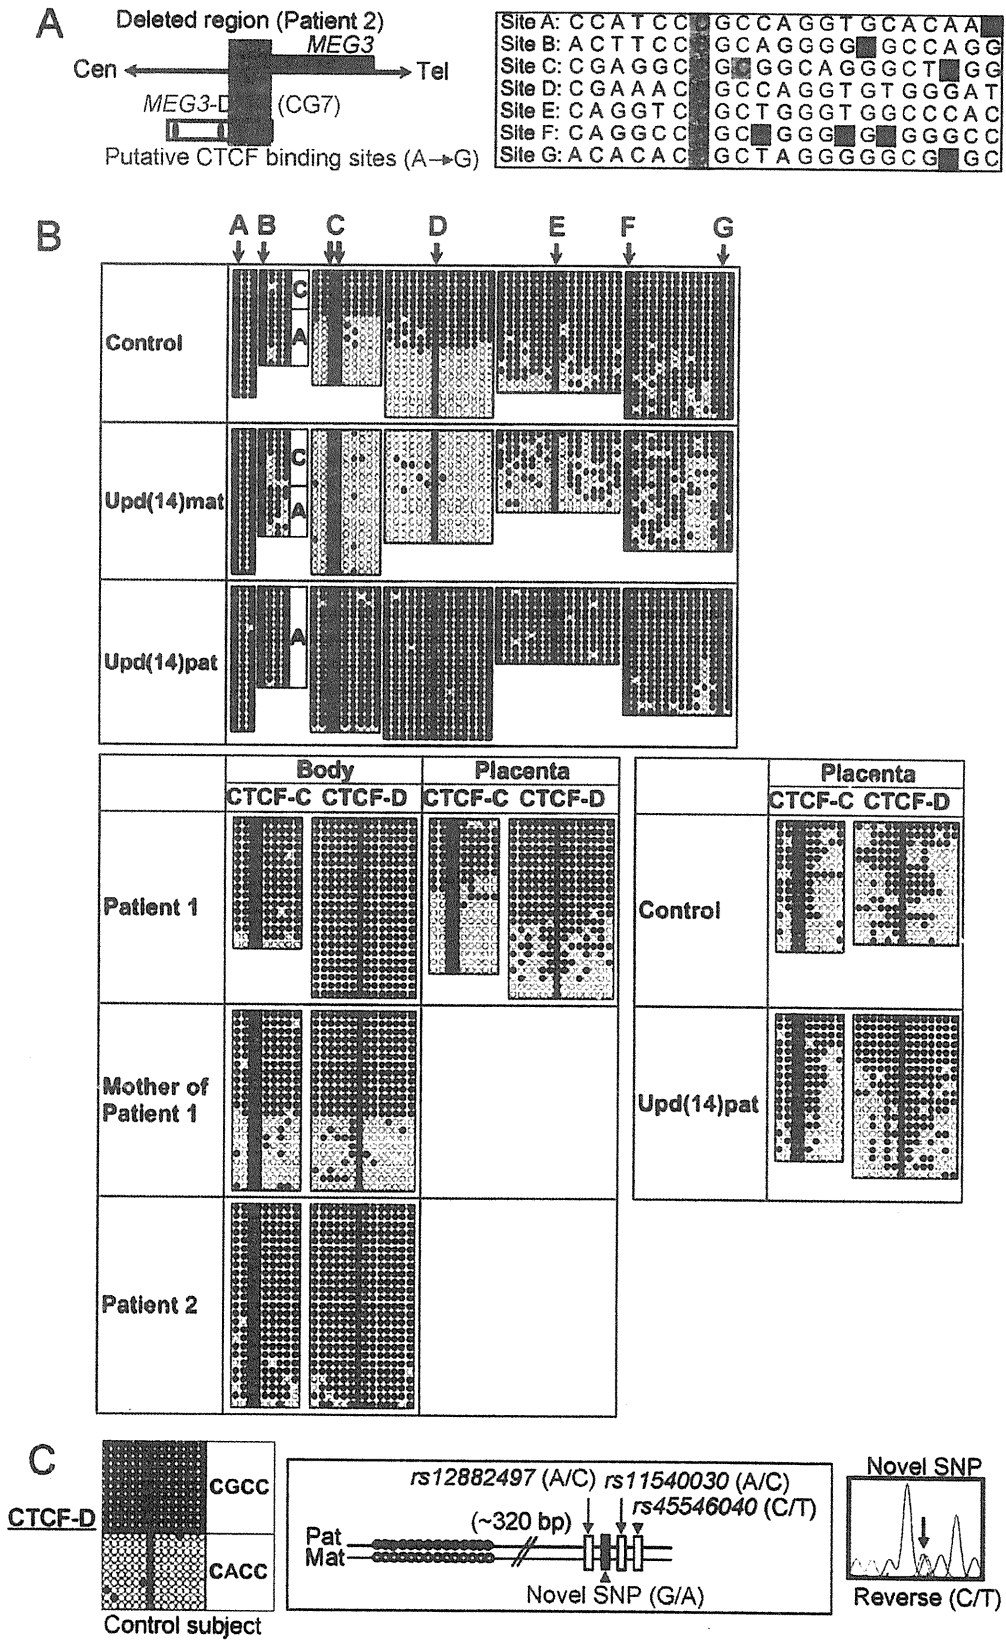 A
Deleted region (Patient 2)
MEG3
Cen
Tel
MEG3-D (CG7)
Putative CTCF binding sites (A→G)
Site A: C C A T C C G C C A G G T G C A C A A
Site B: A C T T C C G C A G G G G G C C A G G
Site C: C G A G G C G G G C A G G G C T G G
Site D: C G A A A C G C C A G G T G T G G G A T
Site E: C A G G T C G C T G G G T G G C C C A C
Site F: C A G G C C G C G G G G G G C C
Site G: A C A C A C G C T A G G G G G C G G C
B
A B C D E F G
Control
C
A
Upd(14)mat
C
A
Upd(14)pat
A
Body
Placenta
CTCF-C CTCF-D CTCF-C CTCF-D
Patient 1
Mother of
Patient 1
Patient 2
Placenta
CTCF-C CTCF-D
Control
Upd(14)pat
C
CTCF-D
CGCC
CACC
Control subject
rs12882497 (A/C) rs11540030 (A/C)
rs45546040 (C/T)
(~320 bp)
Pat
Mat
Novel SNP (G/A)
Novel SNP
Reverse (C/T)